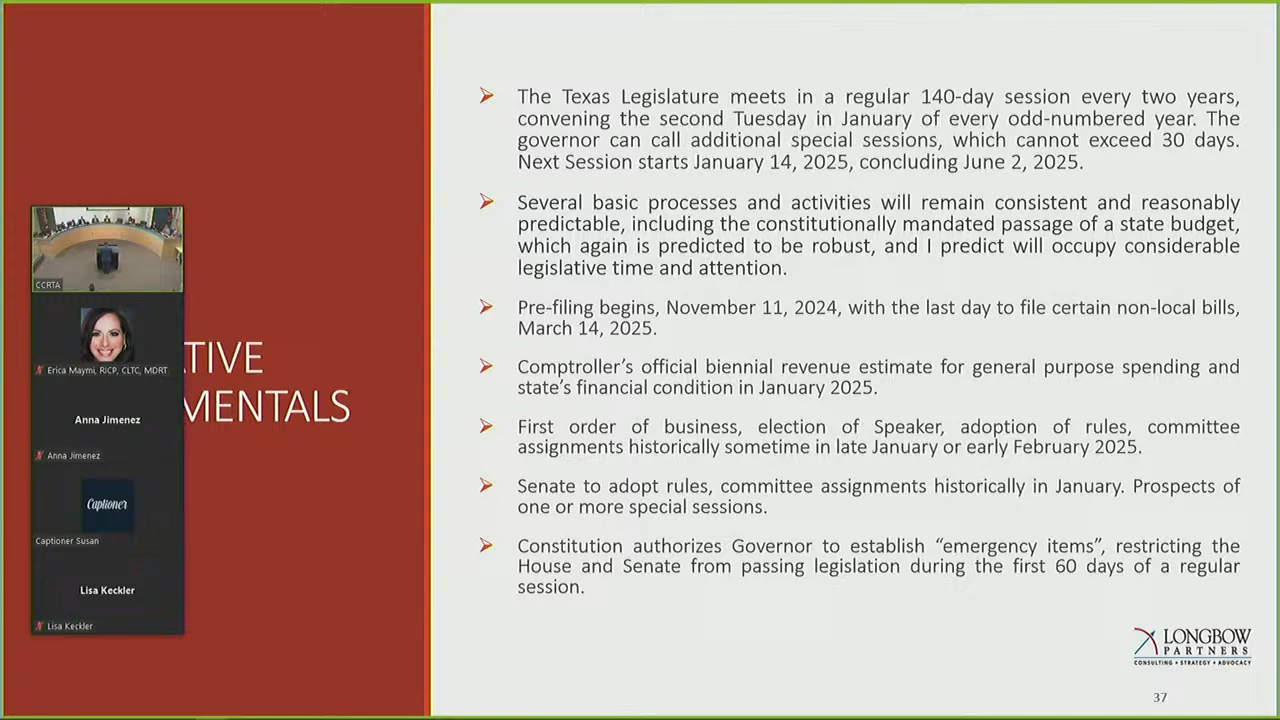 CCRTA
Erica Maymi, RICP, CLTC, MDRT
Anna Jimenez
Anna Jimenez
Captioner
Captioner Susan
Lisa Keckler
Lisa Keckler
TIVE
MENTALS
The Texas Legislature meets in a regular 140-day session every two years,
convening the second Tuesday in January of every odd-numbered year. The
governor can call additional special sessions, which cannot exceed 30 days.
Next Session starts January 14, 2025, concluding June 2, 2025.
Several basic processes and activities will remain consistent and reasonably
predictable, including the constitutionally mandated passage of a state budget,
which again is predicted to be robust, and I predict will occupy considerable
legislative time and attention.
Pre-filing begins, November 11, 2024, with the last day to file certain non-local bills,
March 14, 2025.
Comptroller’s official biennial revenue estimate for general purpose spending and
state’s financial condition in January 2025.
First order of business, election of Speaker, adoption of rules, committee
assignments historically sometime in late January or early February 2025.
Senate to adopt rules, committee assignments historically in January. Prospects of
one or more special sessions.
Constitution authorizes Governor to establish “emergency items”, restricting the
House and Senate from passing legislation during the first 60 days of a regular
session.
LONGBOW
PARTNERS
CONSULTING • STRATEGY • ADVOCACY
37